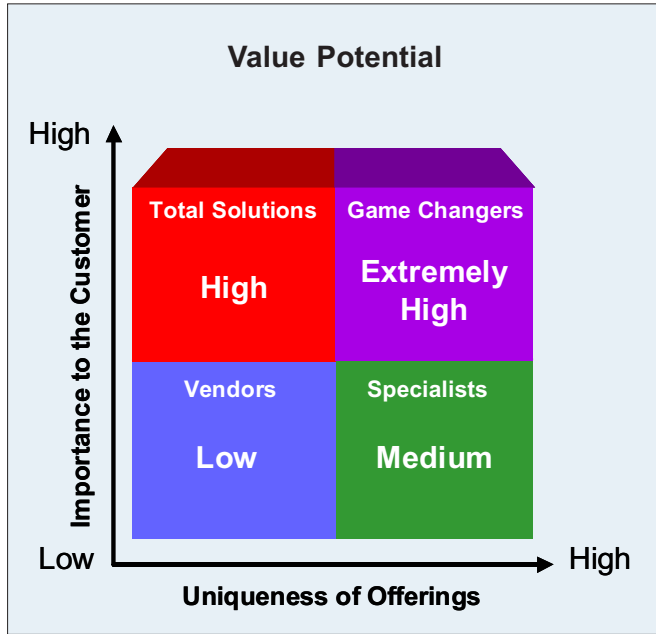 Value Potential
High
Importance to the Customer
Total Solutions
High
Game Changers
Extremely
High
Vendors
Low
Specialists
Medium
Low
High
Uniqueness of Offerings